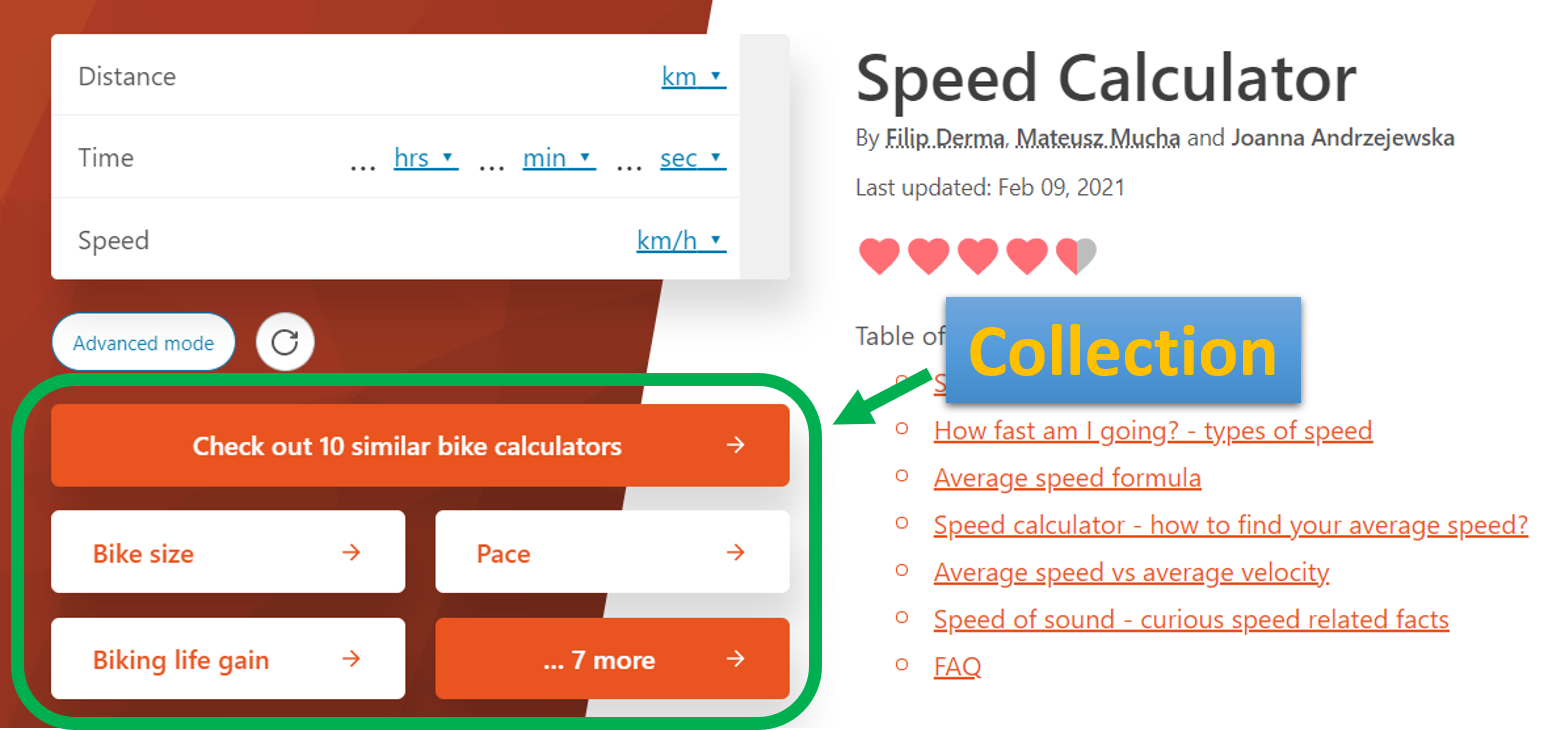 Distance km
Time ... hrs ... min ... sec
Speed km/h
Advanced mode
Check out 10 similar bike calculators
Bike size
Pace
Biking life gain
... 7 more
Speed Calculator
By Filip Derma, Mateusz Mucha and Joanna Andrzejewska
Last updated: Feb 09, 2021
Table of
Collection
How fast am I going? - types of speed
Average speed formula
Speed calculator - how to find your average speed?
Average speed vs average velocity
Speed of sound - curious speed related facts
FAQ